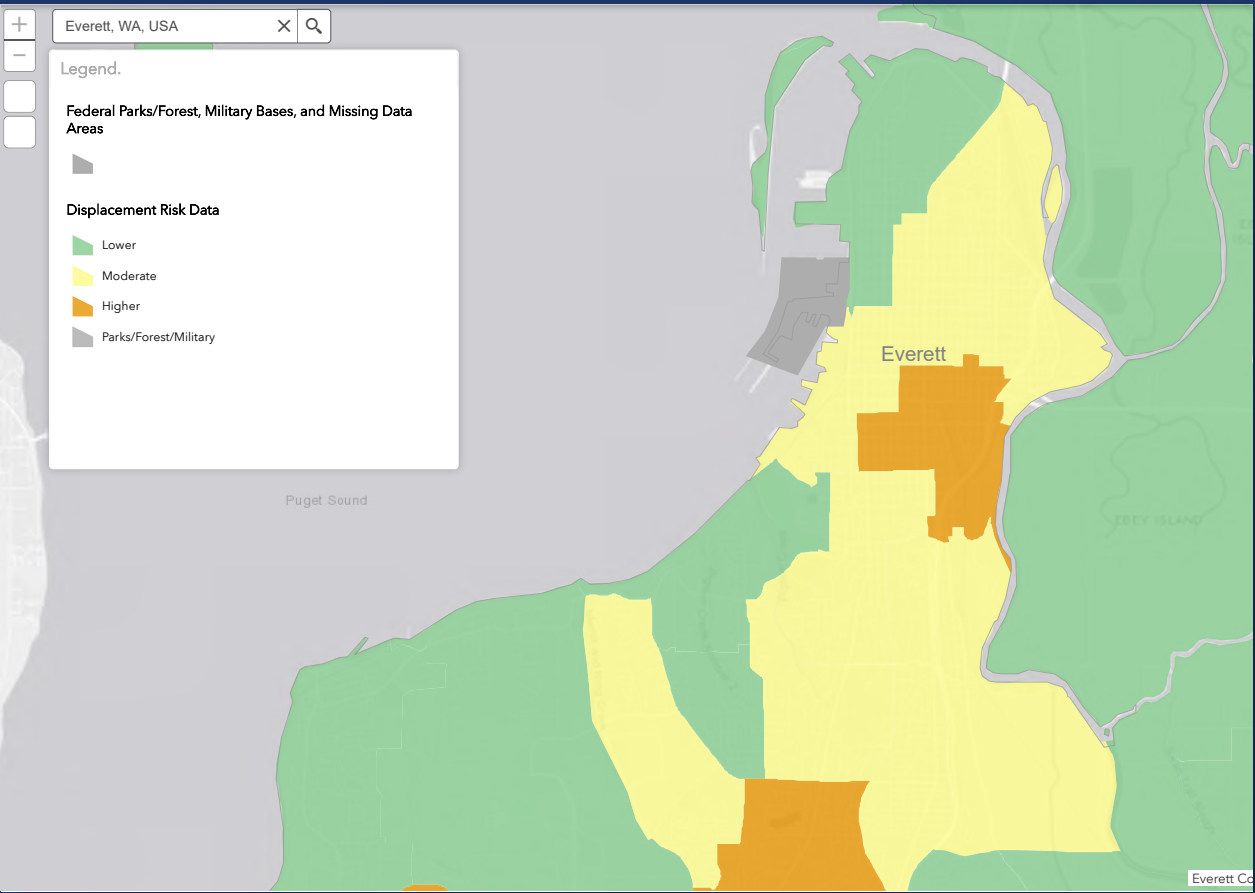 Everett, WA, USA
Legend.
Federal Parks/Forest, Military Bases, and Missing Data
Areas
Displacement Risk Data
Lower
Moderate
Higher
Parks/Forest/Military
Everett
Puget Sound
EBEY ISLAND
Everett Co